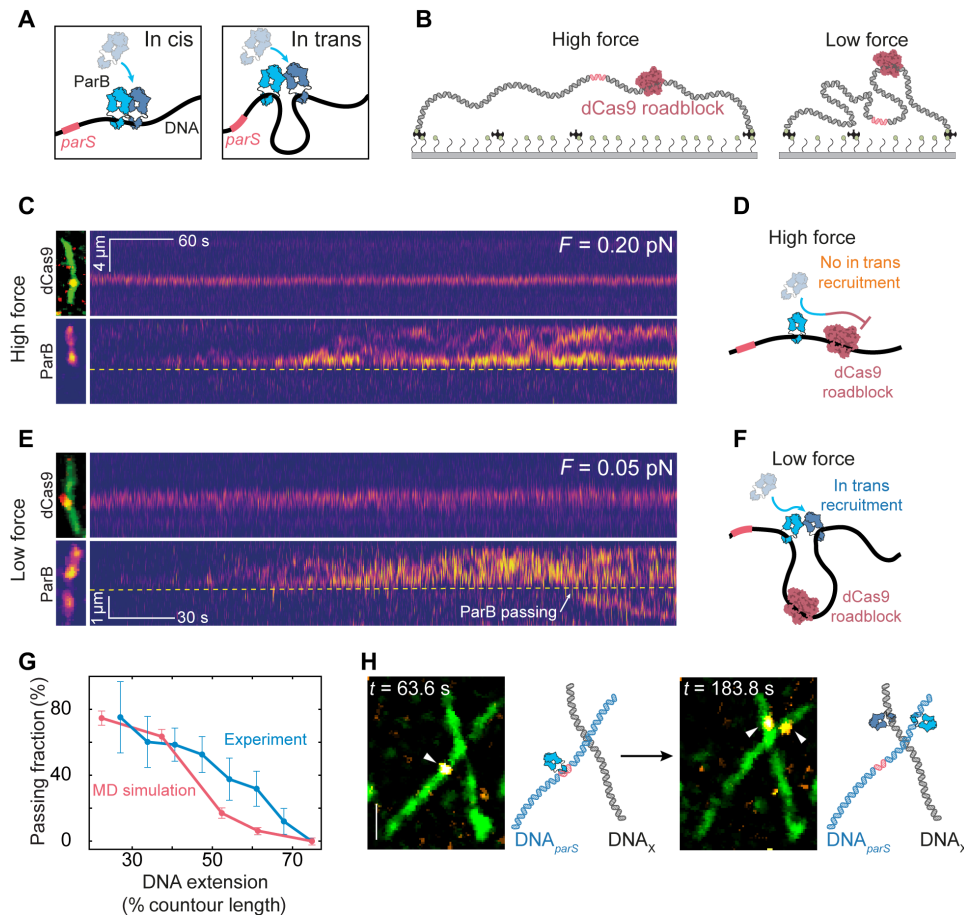 A
In cis
ParB
parS
DNA
In trans
parS
B
High force
dCas9 roadblock
Low force
C
High force
dCas9
ParB
4 μm
60 s
F = 0.20 pN
D
High force
No in trans
recruitment
dCas9
roadblock
E
Low force
dCas9
ParB
F = 0.05 pN
1 μm
30 s
ParB passing
F
Low force
In trans
recruitment
dCas9
roadblock
G
Passing fraction (%)
80
40
0
Experiment
MD simulation
30 50 70
DNA extension
(% countour length)
H
t = 63.6 s
DNAparS
DNAX
t = 183.8 s
DNAparS
DNAX